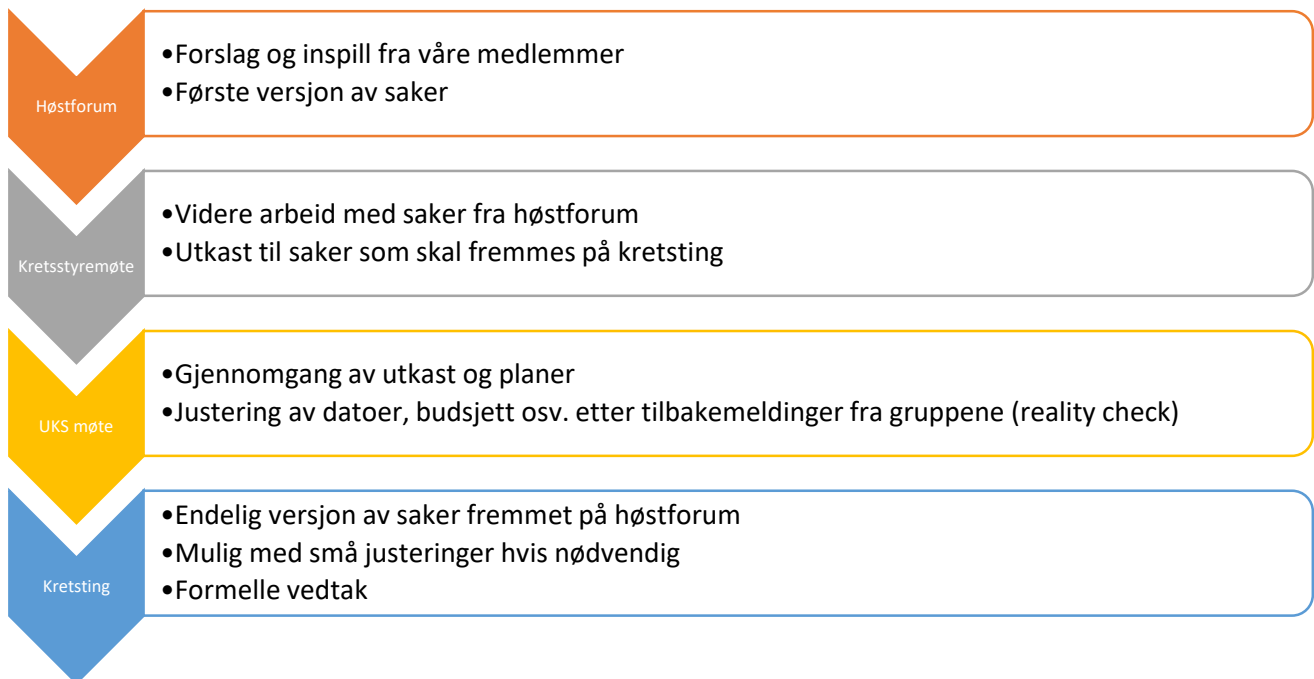 Høstforum
•Forslag og inspill fra våre medlemmer
•Første versjon av saker
Kretsstyremøte
•Videre arbeid med saker fra høstforum
•Utkast til saker som skal fremmes på kretsting
UKS møte
•Gjennomgang av utkast og planer
•Justering av datoer, budsjett osv. etter tilbakemeldinger fra gruppene (reality check)
Kretsting
•Endelig versjon av saker fremmet på høstforum
•Mulig med små justeringer hvis nødvendig
•Formelle vedtak